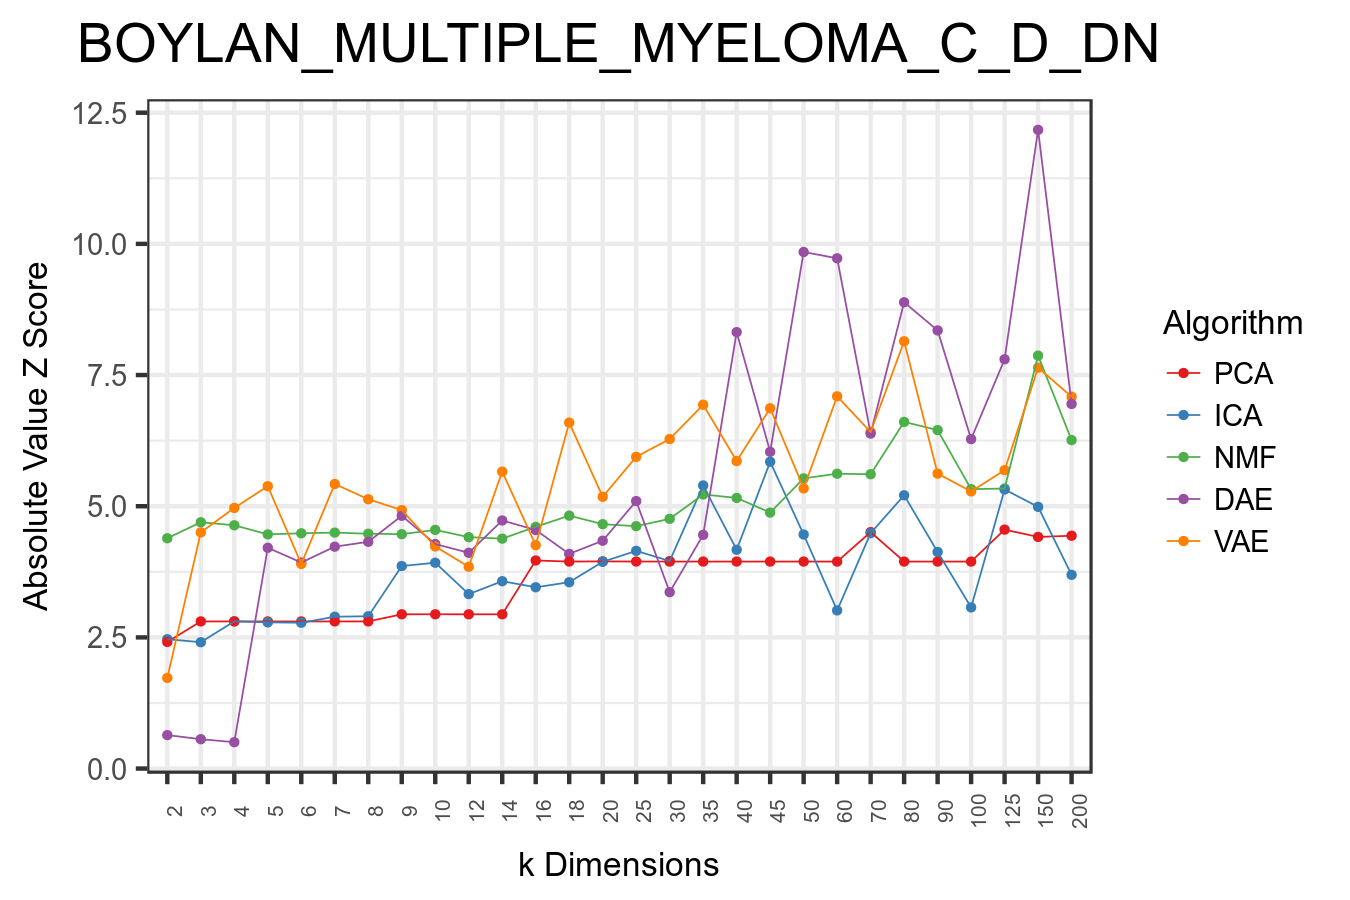 BOYLAN_MULTIPLE_MYELOMA_C_D_DN
12.5
10.0
7.5
5.0
2.5
0.0
Absolute Value Z Score
2 3 4 5 6 7 8 9 10 12 14 16 18 20 25 30 35 40 45 50 60 70 80 90 100 125 150 200
k Dimensions
Algorithm
PCA
ICA
NMF
DAE
VAE